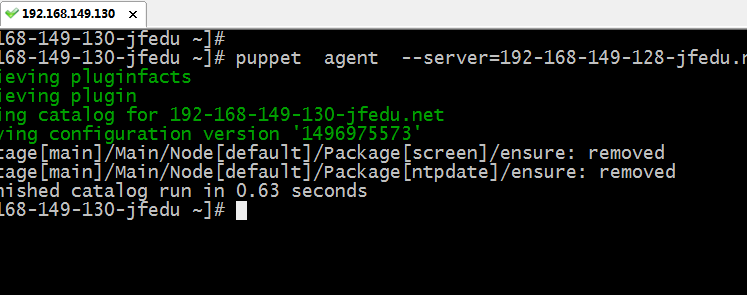 192.168.149.130
168-149-130-jfedu ~]#
168-149-130-jfedu ~]# puppet  agent  --server=192-168-149-128-jfedu.n
ieving pluginfacts
ieving plugin
ing catalog for 192-168-149-130-jfedu.net
ying configuration version '1496975573'
tage[main]/Main/Node[default]/Package[screen]/ensure: removed
tage[main]/Main/Node[default]/Package[ntpdate]/ensure: removed
nished catalog run in 0.63 seconds
168-149-130-jfedu ~]#